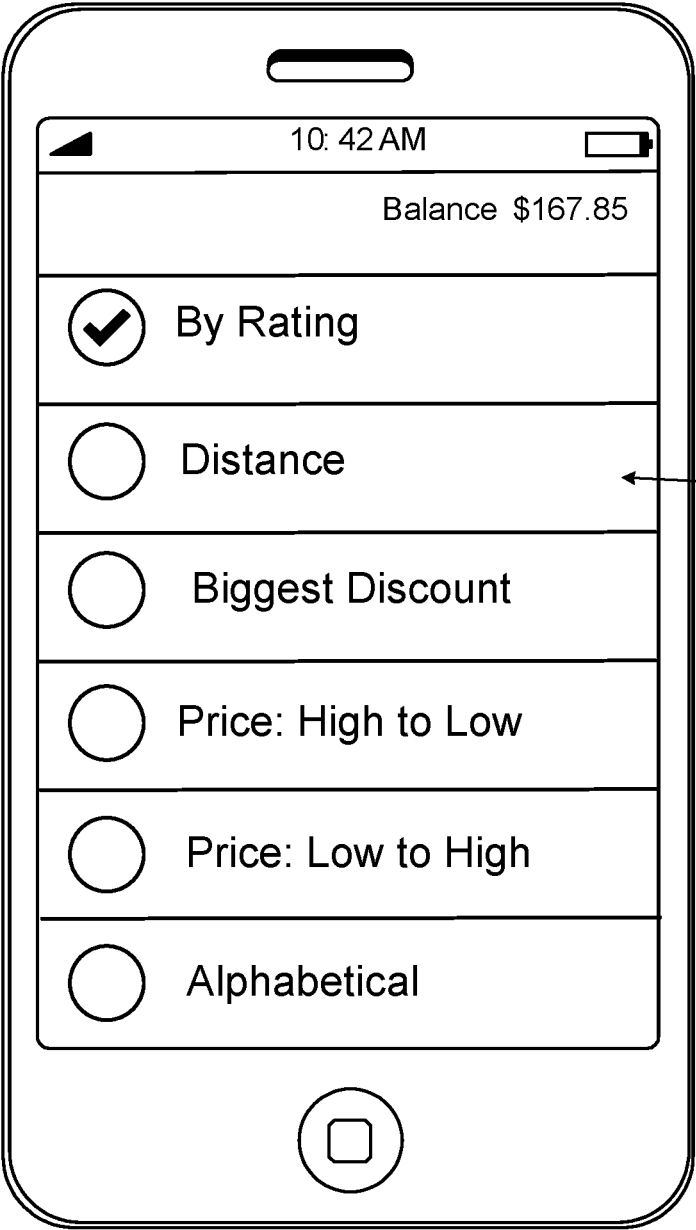 10: 42 AM
Balance $167.85
By Rating
Distance
Biggest Discount
Price: High to Low
Price: Low to High
Alphabetical